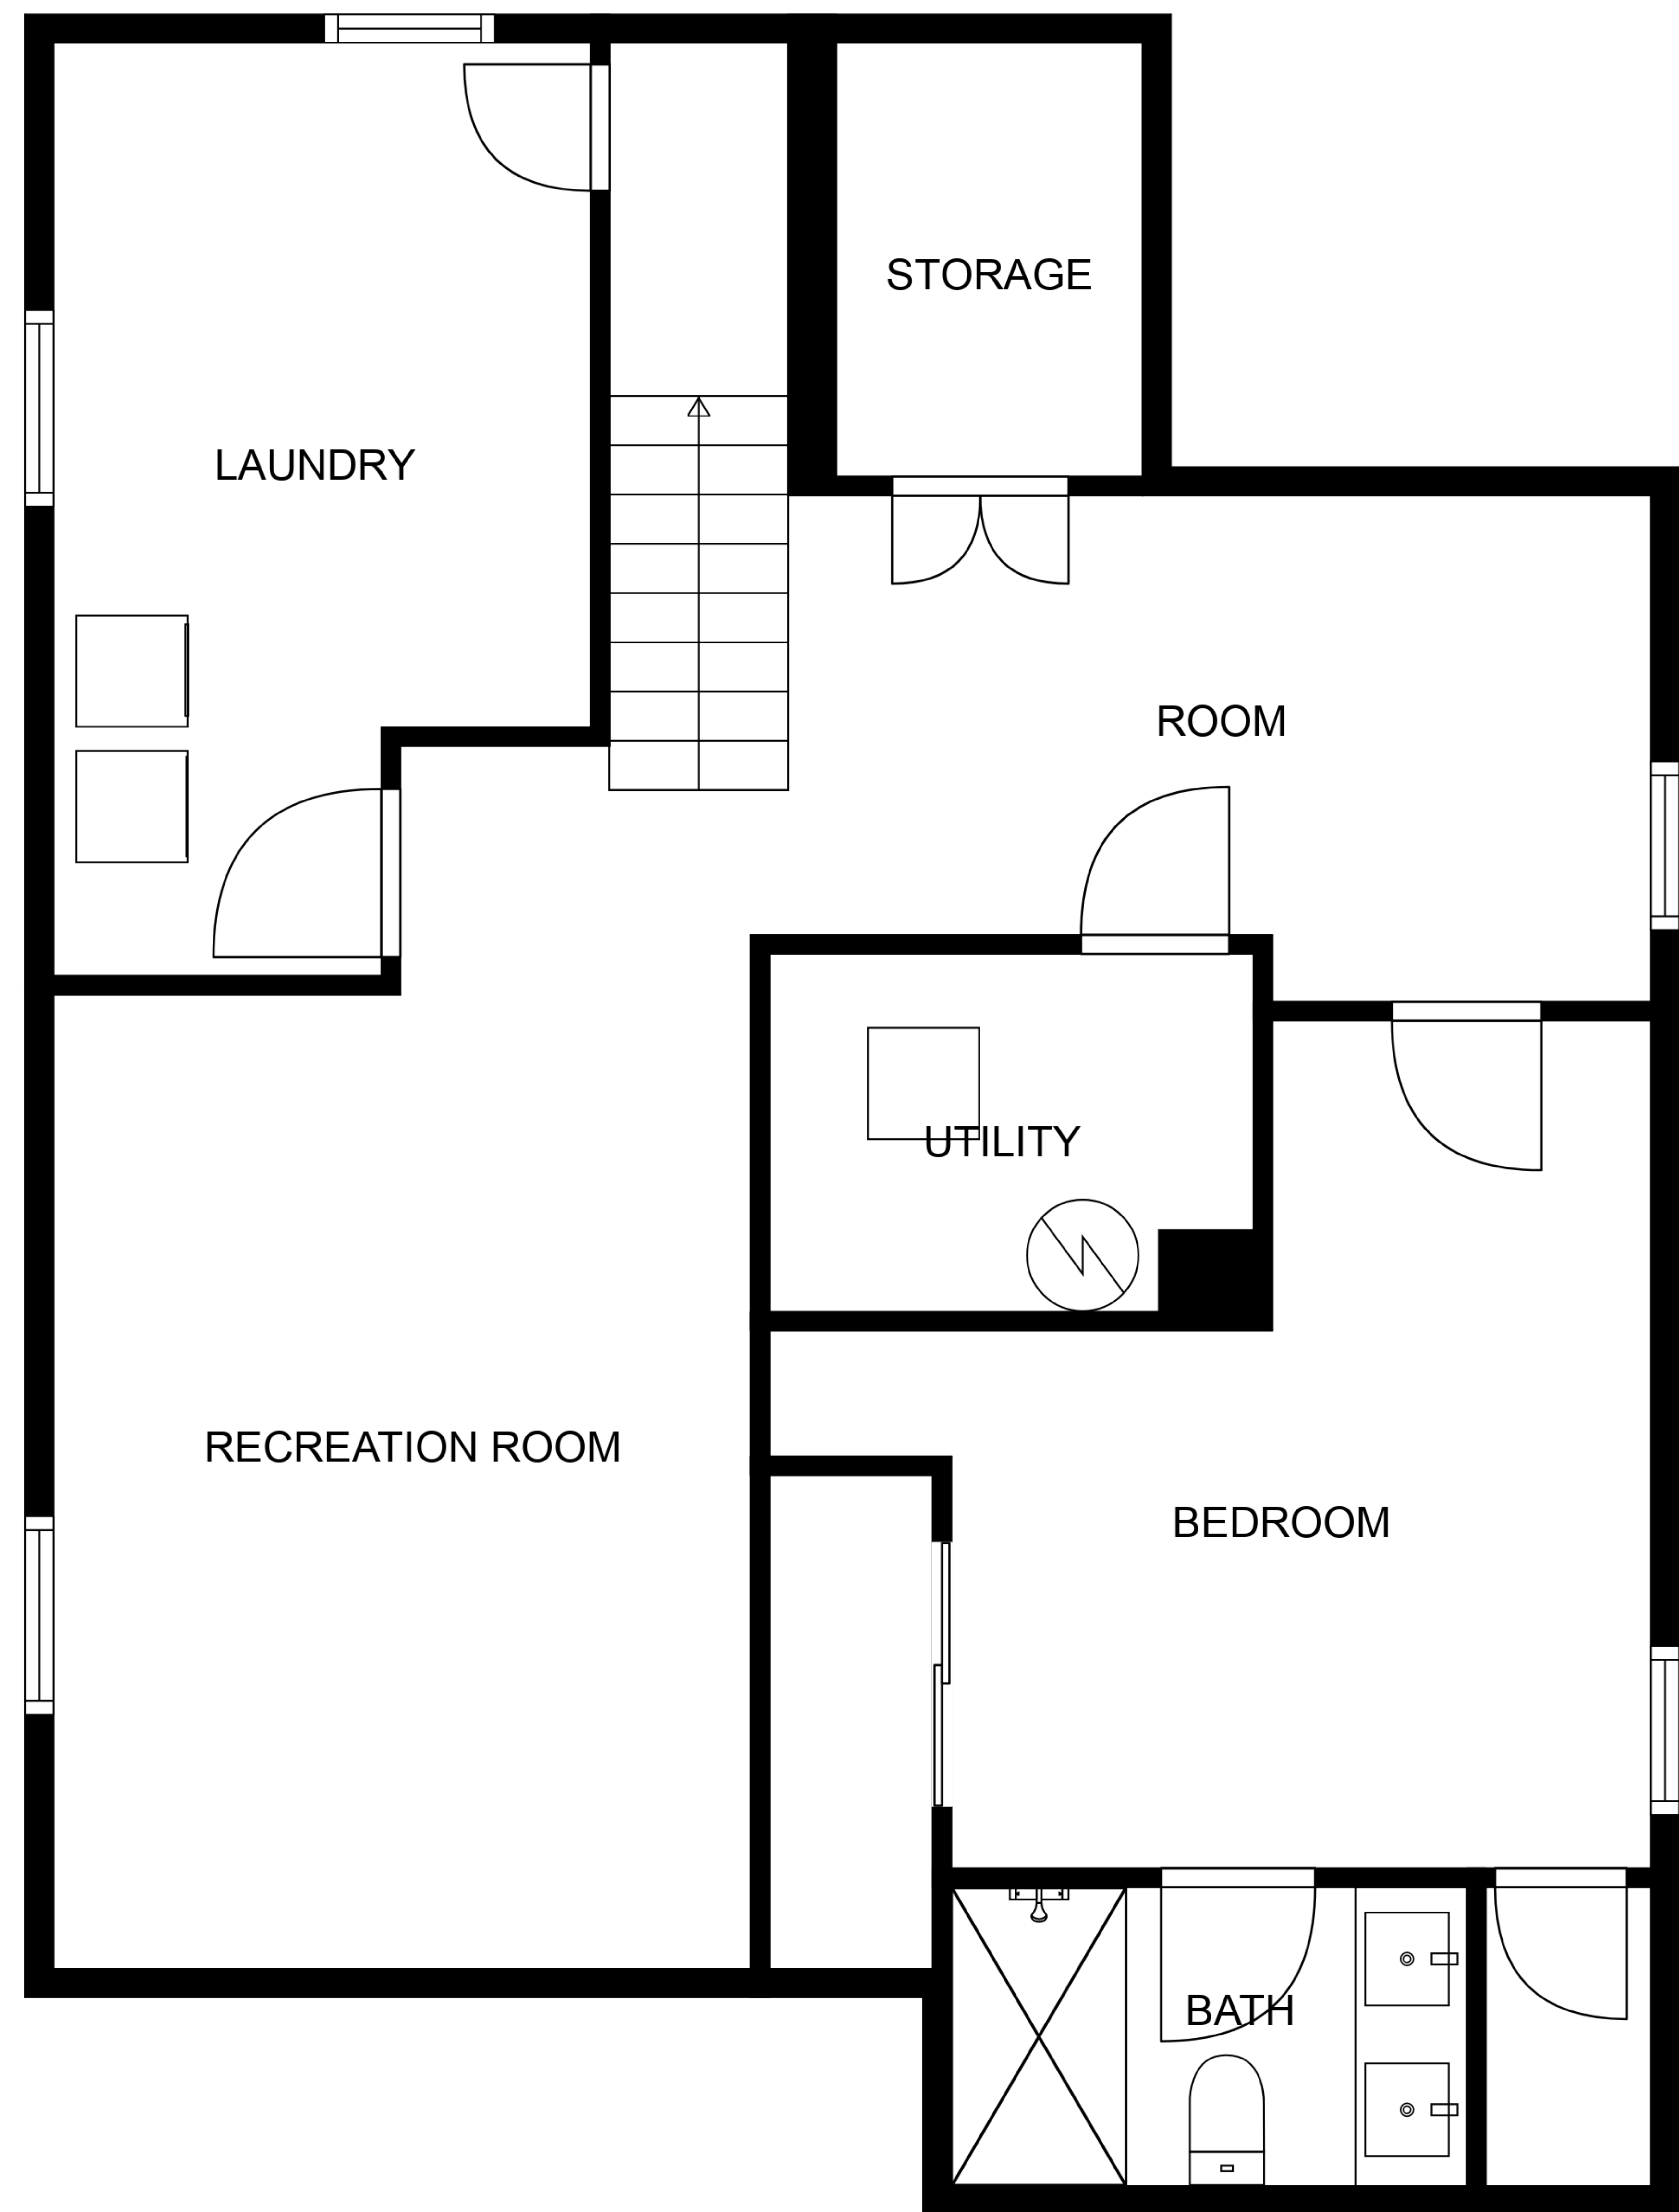 STORAGE
LAUNDRY
ROOM
UTILITY
RECREATION ROOM
BEDROOM
BATH